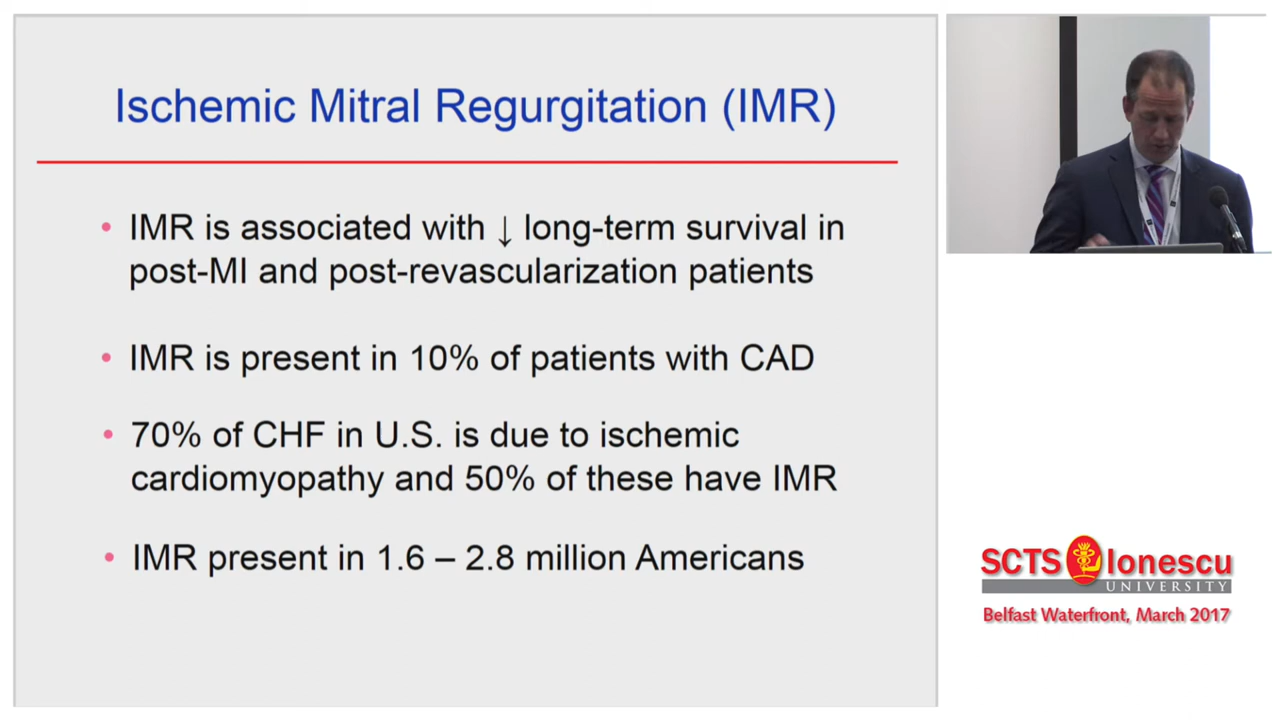 Ischemic Mitral Regurgitation (IMR)
• IMR is associated with ↓ long-term survival in
post-MI and post-revascularization patients
• IMR is present in 10% of patients with CAD
• 70% of CHF in U.S. is due to ischemic
cardiomyopathy and 50% of these have IMR
• IMR present in 1.6 – 2.8 million Americans
SCTS Ionescu
UNIVERSITY
Belfast Waterfront, March 2017